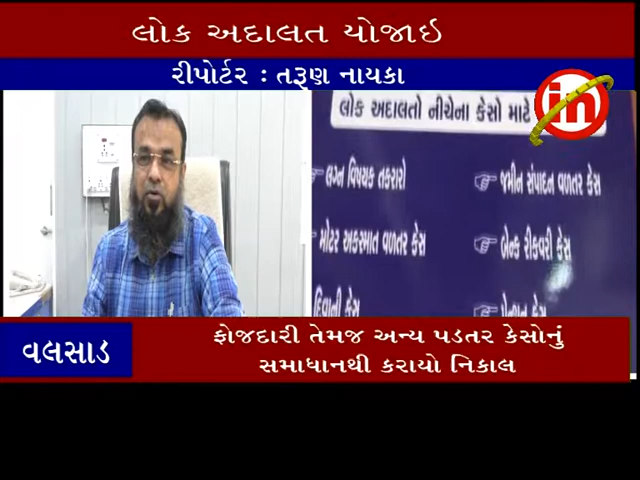 લોક અદાલત યોજાઇ
રીપોર્ટર : તરૂણ નાયકા
in
લોક અદાલતો નીચેના કેસો માટે
લગ્ન વિષયક તકરારો
જમીન સંપાદન વળતર કેસ
મોટર અકસ્માત વળતર કેસ
બેન્ક રીકવરી કેસ
દિવાની કેસ
વલસાડ
ફોજદારી તેમજ અન્ય પડતર કેસોનું
સમાધાનથી કરાયો નિકાલ